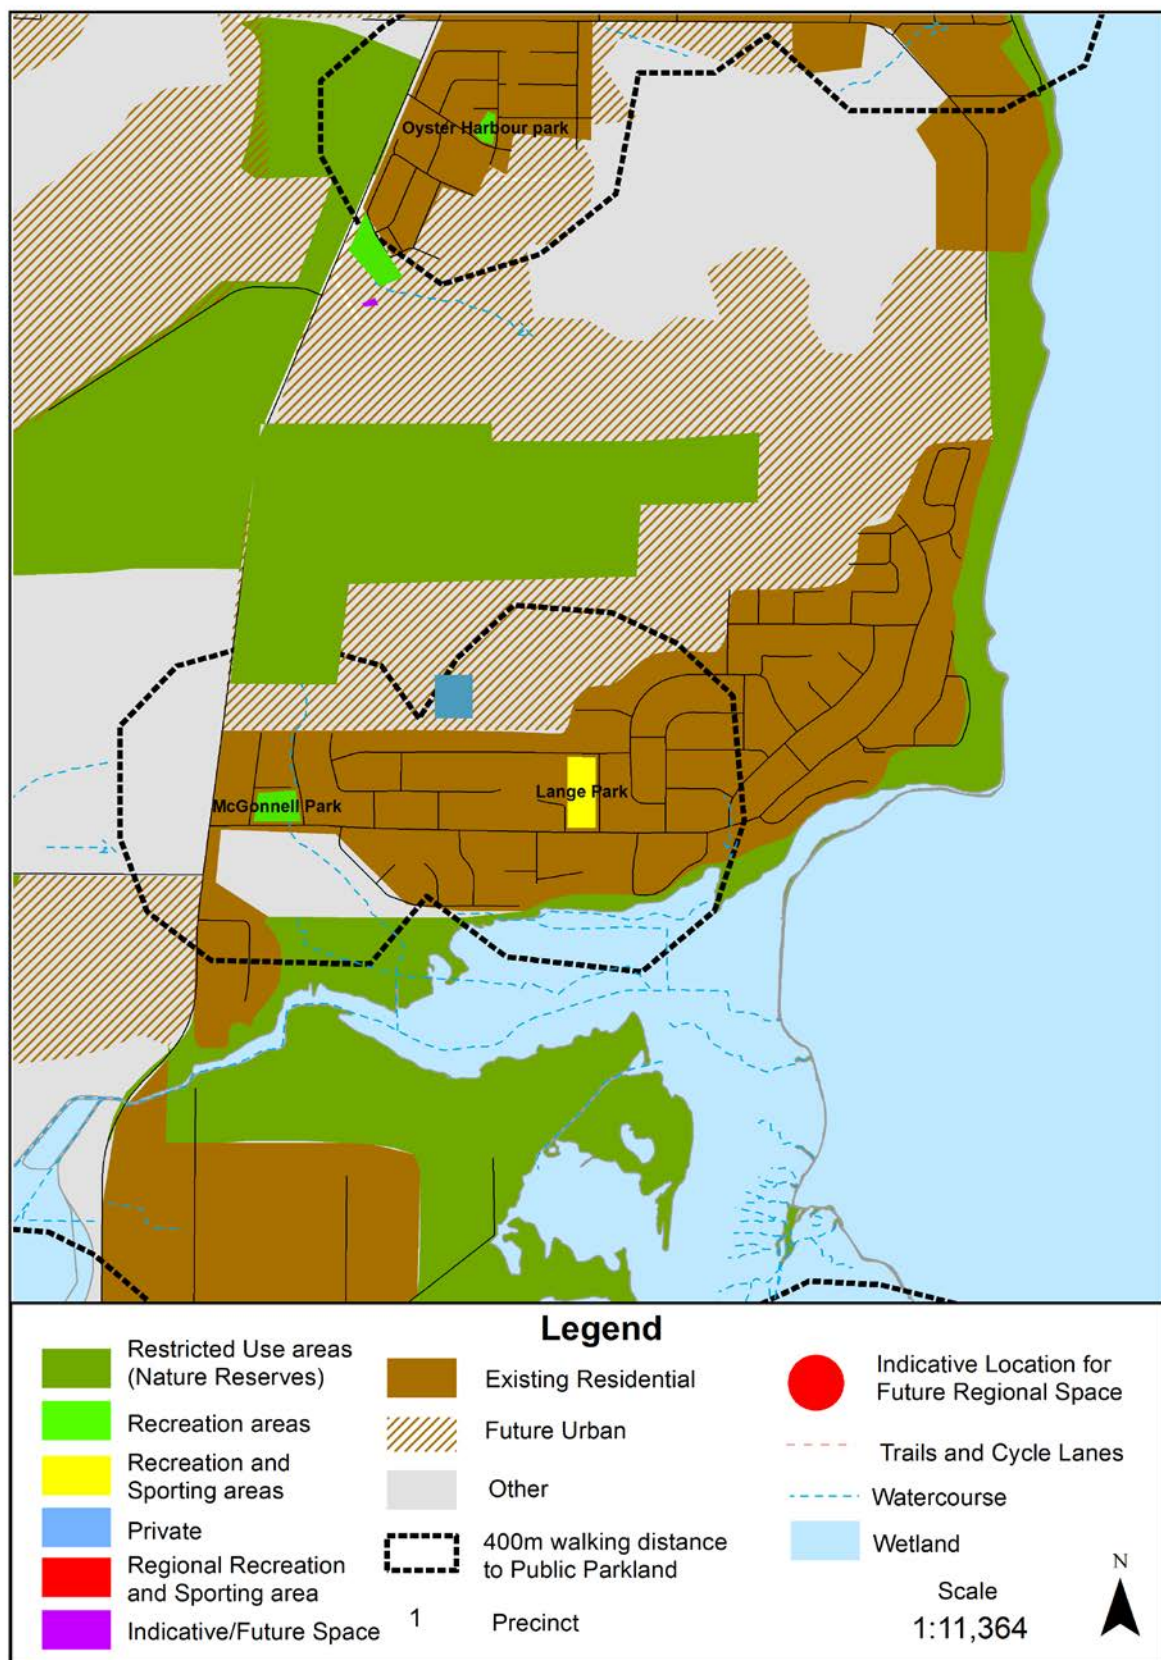 Oyster Harbour park
McGonnell Park
Lange Park
Legend
Restricted Use areas
(Nature Reserves)
Recreation areas
Recreation and
Sporting areas
Private
Regional Recreation
and Sporting area
Indicative/Future Space
Existing Residential
Future Urban
Other
400m walking distance
to Public Parkland
1 Precinct
Indicative Location for
Future Regional Space
Trails and Cycle Lanes
Watercourse
Wetland
Scale
1:11,364
N